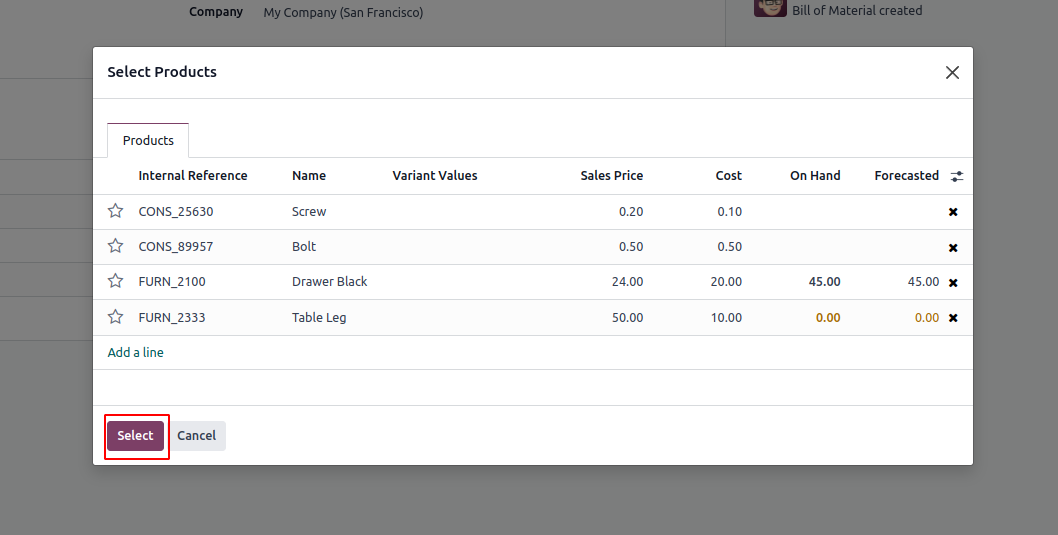 Company My Company (San Francisco)
Bill of Material created
Select Products
Products
Internal Reference Name Variant Values Sales Price Cost On Hand Forecasted
CONS_25630 Screw 0.20 0.10
CONS_89957 Bolt 0.50 0.50
FURN_2100 Drawer Black 24.00 20.00 45.00 45.00
FURN_2333 Table Leg 50.00 10.00 0.00 0.00
Add a line
Select Cancel